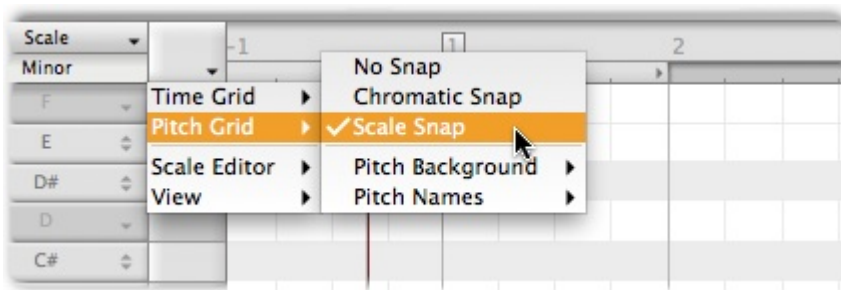 Scale
-1
1
2
Minor
No Snap
Time Grid
Chromatic Snap
F
Pitch Grid
Scale Snap
E
Scale Editor
Pitch Background
D#
View
Pitch Names
D
C#